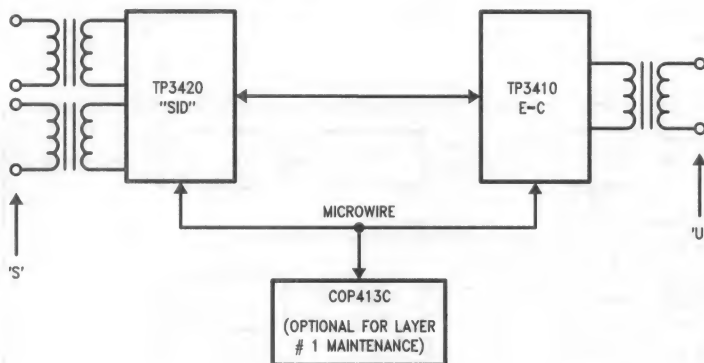 TP3420
"SID"
TP3410
E-C
MICROWIRE
'S'
'U
COP413C
(OPTIONAL FOR LAYER
# 1 MAINTENANCE)